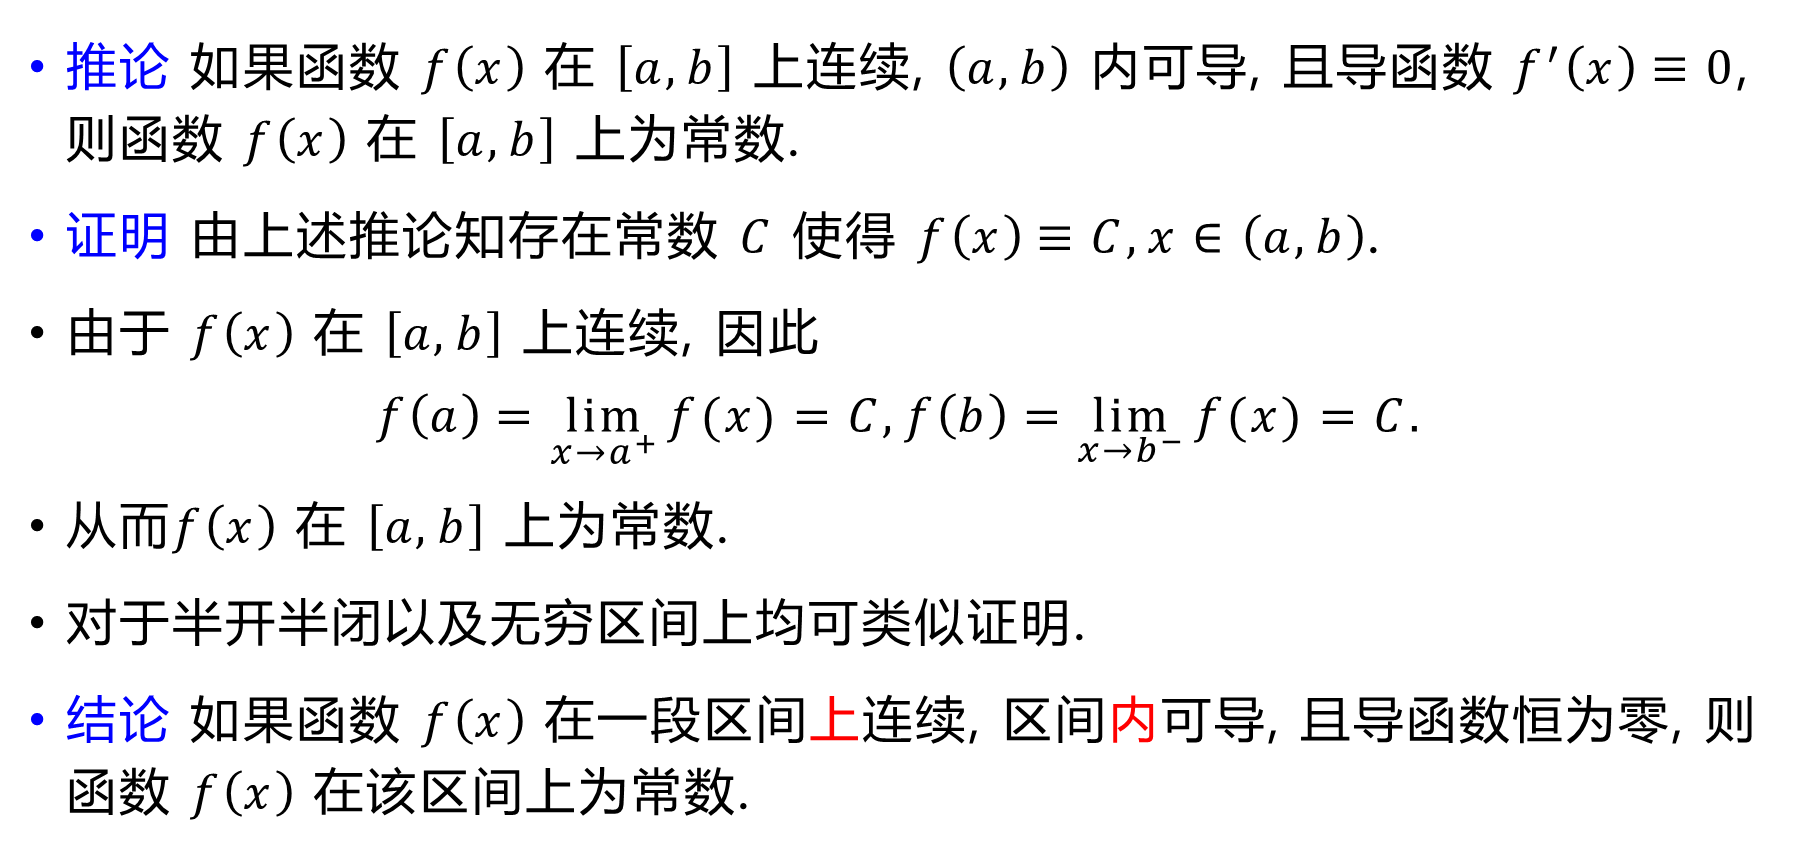 • 推论 如果函数 f(x) 在 [a,b] 上连续, (a,b) 内可导, 且导函数 f′(x) ≡ 0,
则函数 f(x) 在 [a,b] 上为常数.
• 证明 由上述推论知存在常数 C 使得 f(x) ≡ C, x ∈ (a,b).
• 由于 f(x) 在 [a,b] 上连续, 因此
f(a) = lim_{x→a⁺} f(x) = C, f(b) = lim_{x→b⁻} f(x) = C.
• 从而f(x) 在 [a,b] 上为常数.
• 对于半开半闭以及无穷区间上均可类似证明.
• 结论 如果函数 f(x) 在一段区间上连续, 区间内可导, 且导函数恒为零, 则
函数 f(x) 在该区间上为常数.